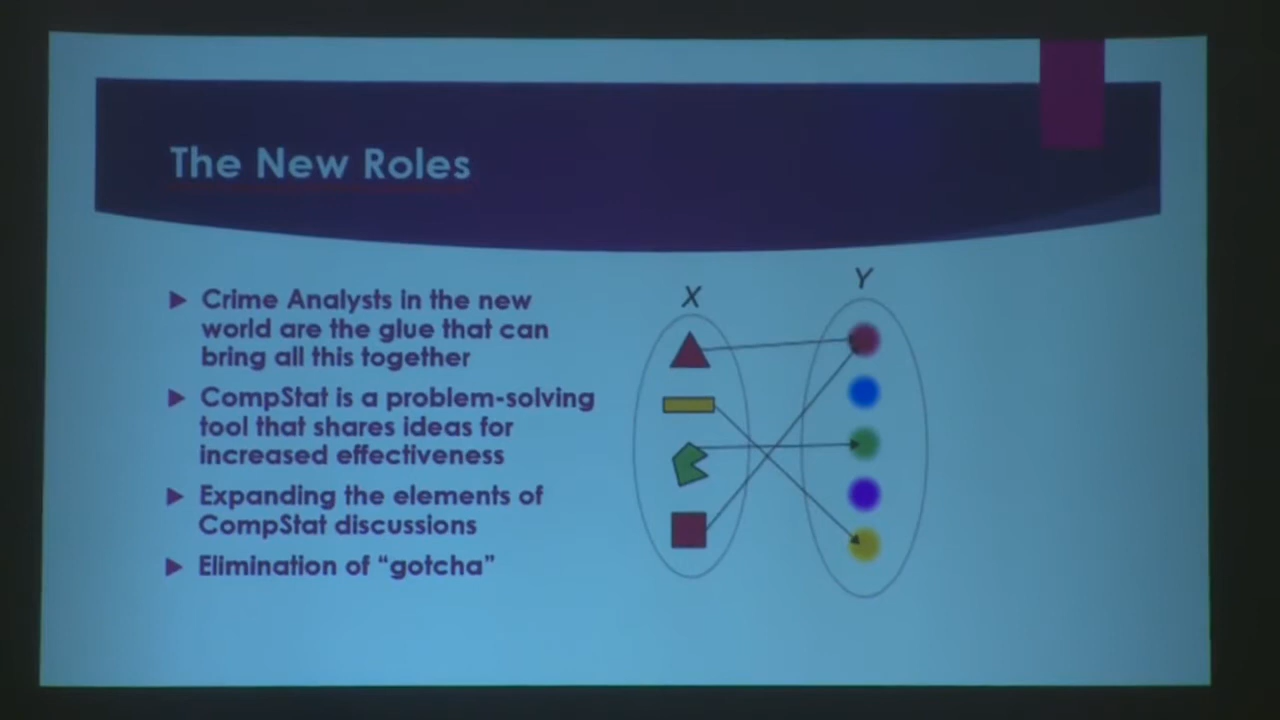 The New Roles
Crime Analysts in the new
world are the glue that can
bring all this together
CompStat is a problem-solving
tool that shares ideas for
increased effectiveness
Expanding the elements of
CompStat discussions
Elimination of “gotcha”
X
Y